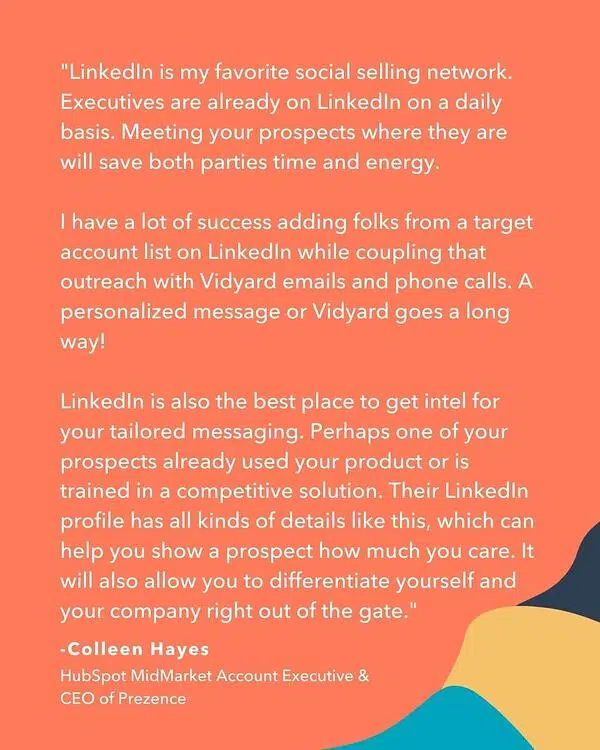 "LinkedIn is my favorite social selling network.
Executives are already on LinkedIn on a daily
basis. Meeting your prospects where they are
will save both parties time and energy.
I have a lot of success adding folks from a target
account list on LinkedIn while coupling that
outreach with Vidyard emails and phone calls. A
personalized message or Vidyard goes a long
way!
LinkedIn is also the best place to get intel for
your tailored messaging. Perhaps one of your
prospects already used your product or is
trained in a competitive solution. Their LinkedIn
profile has all kinds of details like this, which can
help you show a prospect how much you care. It
will also allow you to differentiate yourself and
your company right out of the gate."
-Colleen Hayes
HubSpot MidMarket Account Executive &
CEO of Prezence